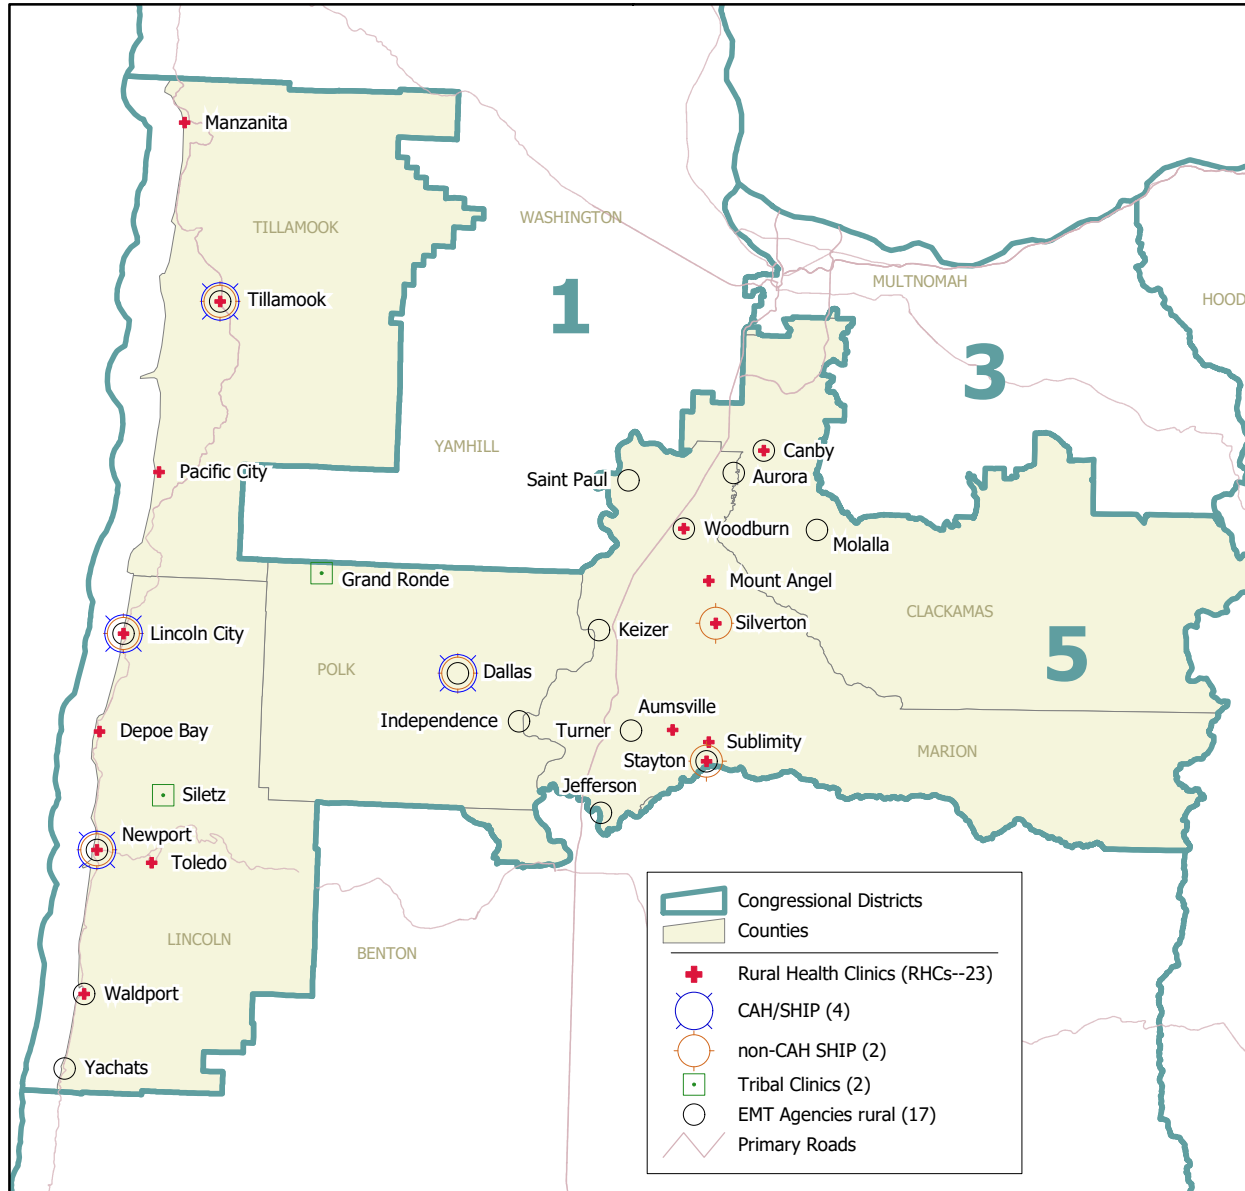 Manzanita
TILLAMOOK
WASHINGTON
1
MULTNOMAH
HOOD
Tillamook
3
YAMHILL
Pacific City
Saint Paul
Canby
Aurora
Woodburn
Molalla
Grand Ronde
Mount Angel
CLACKAMAS
Lincoln City
Keizer
Silverton
5
POLK
Dallas
Independence
Aumsville
Depoe Bay
Turner
Sublimity
MARION
Stayton
Siletz
Jefferson
Newport
Toledo
LINCOLN
BENTON
Waldport
Yachats
Congressional Districts
Counties
Rural Health Clinics (RHCs--23)
CAH/SHIP (4)
non-CAH SHIP (2)
Tribal Clinics (2)
EMT Agencies rural (17)
Primary Roads